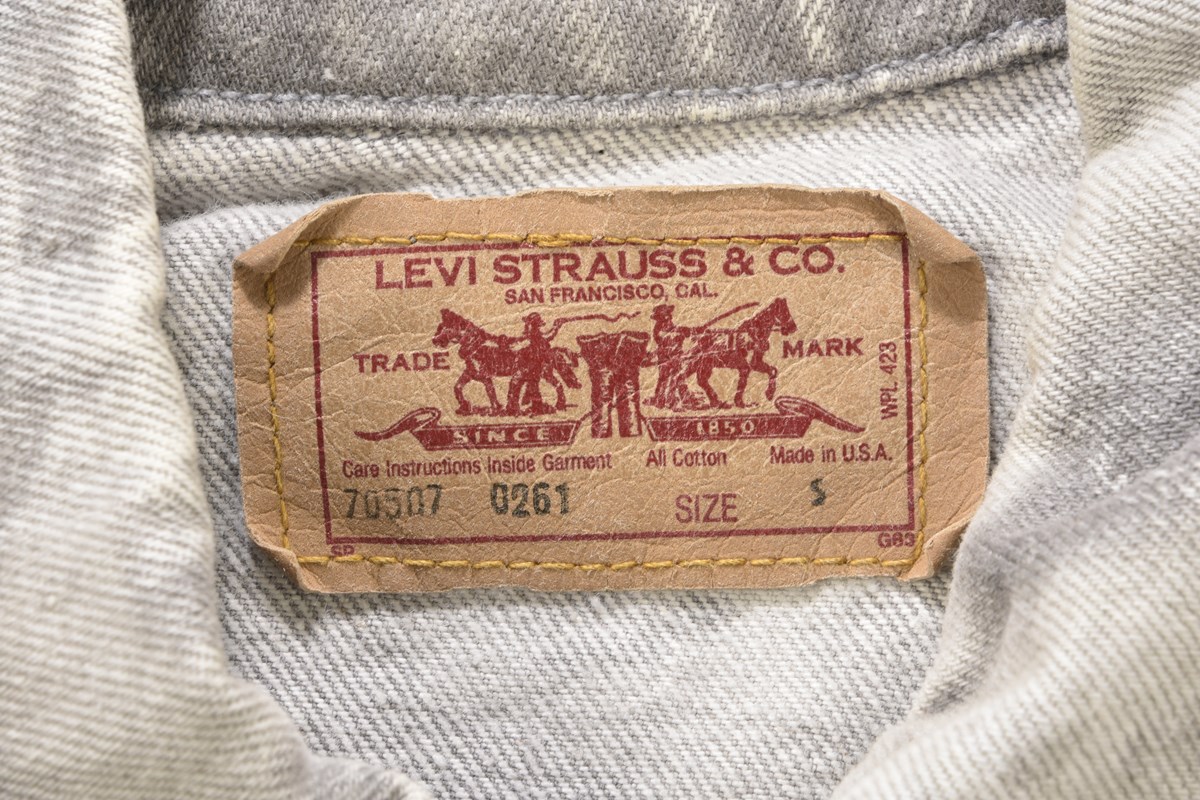 LEVI STRAUSS & CO.
SAN FRANCISCO, CAL.
TRADE MARK
WPL 423
SINCE 1850
Care Instructions Inside Garment All Cotton Made in U.S.A.
70507 0261 SIZE S
SP G83